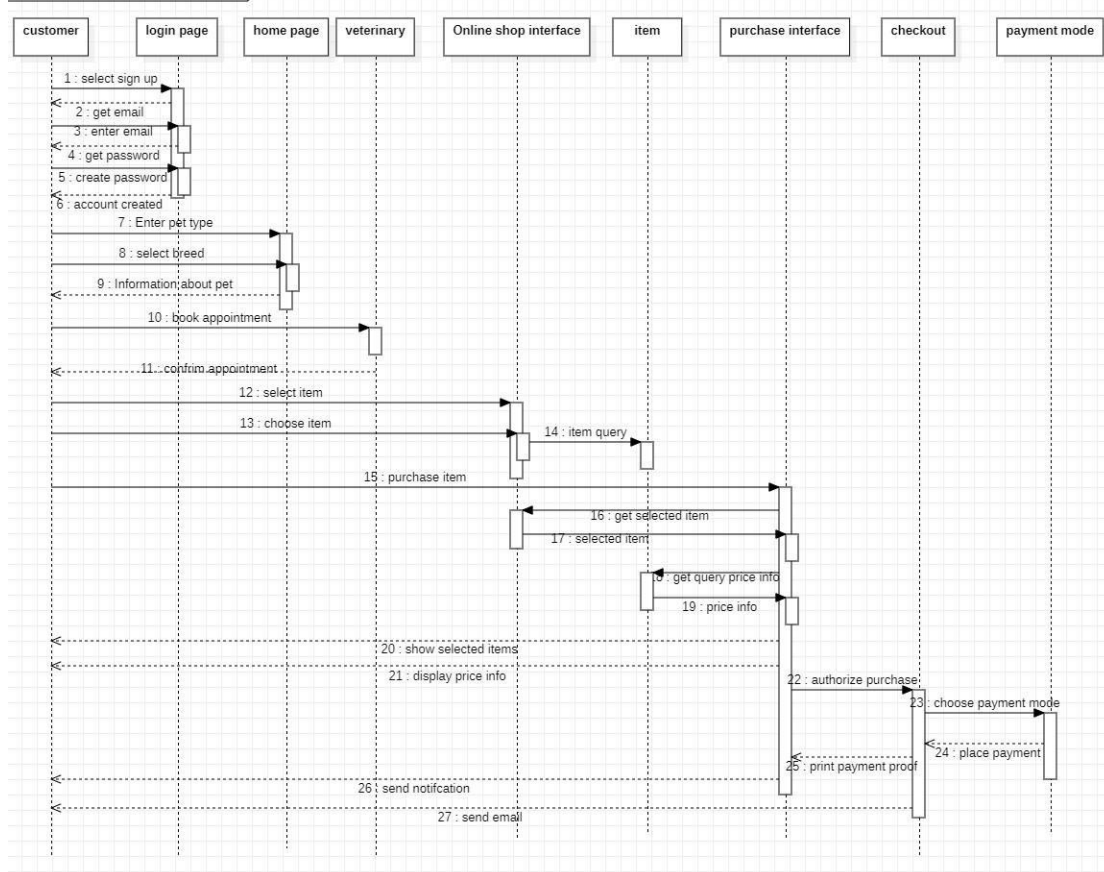 customer
login page
home page
veterinary
Online shop interface
item
purchase interface
checkout
payment mode
1 : select sign up
2 : get email
3 : enter email
4 : get password
5 : create password
6 : account created
7 : Enter pet type
8 : select breed
9 : Information about pet
10 : book appointment
11 : confrim appointment
12 : select item
13 : choose item
14 : item query
15 : purchase item
16 : get selected item
17 : selected item
18 : get query price info
19 : price info
20 : show selected items
21 : display price info
22 : authorize purchase
23 : choose payment mode
24 : place payment
25 : print payment proof
26 : send notifcation
27 : send email